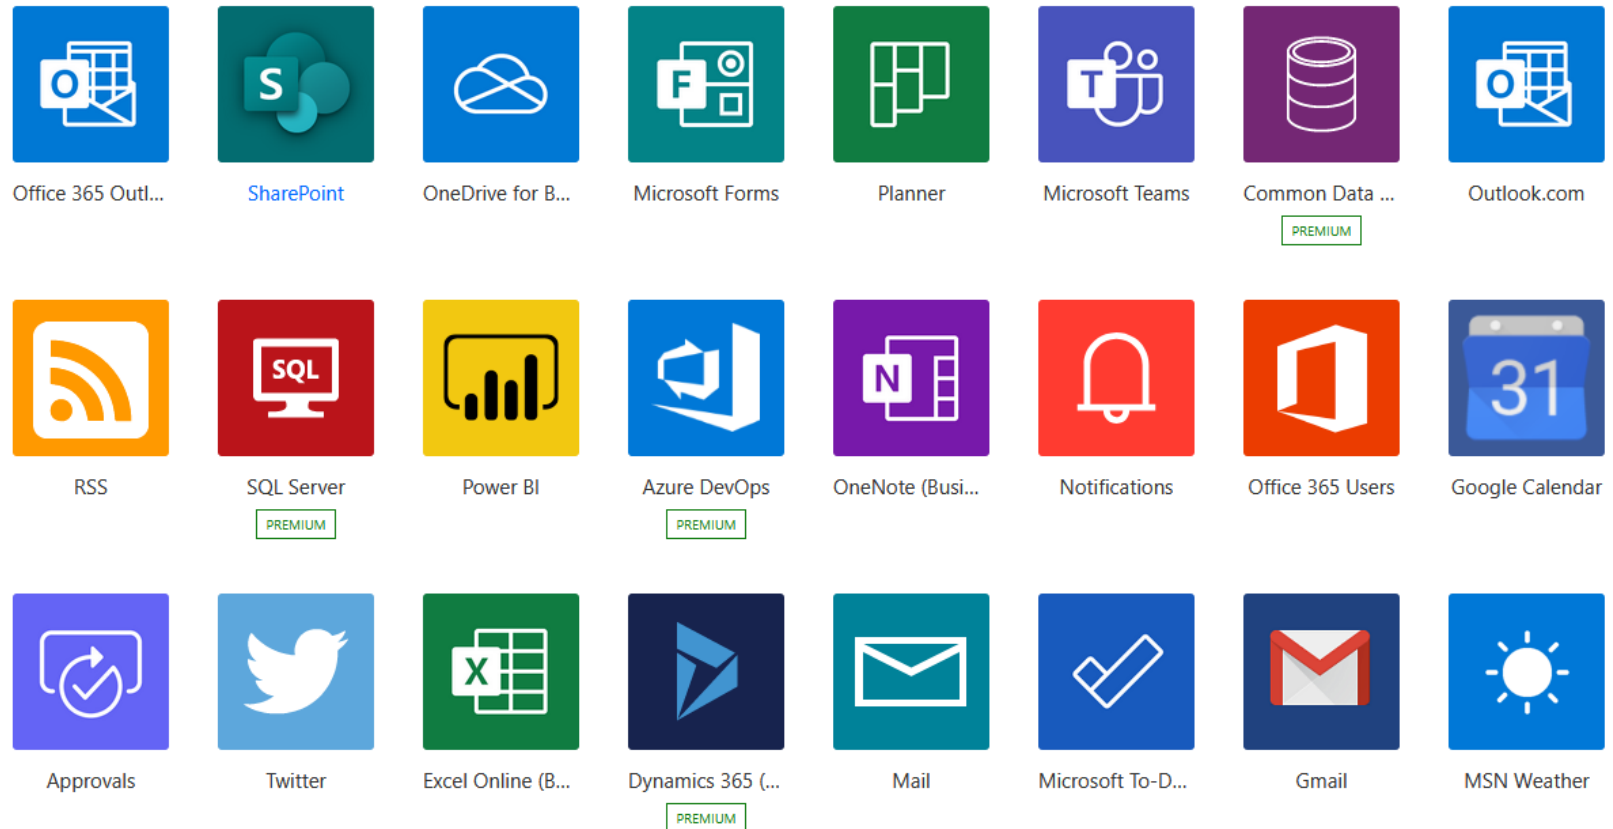 O
S
F
T
O
Office 365 Outl...
SharePoint
OneDrive for B...
Microsoft Forms
Planner
Microsoft Teams
Common Data ...
Outlook.com
PREMIUM
SQL
N
31
RSS
SQL Server
Power BI
Azure DevOps
OneNote (Busi...
Notifications
Office 365 Users
Google Calendar
PREMIUM
PREMIUM
X
Approvals
Twitter
Excel Online (B...
Dynamics 365 (...
Mail
Microsoft To-D...
Gmail
MSN Weather
PREMIUM